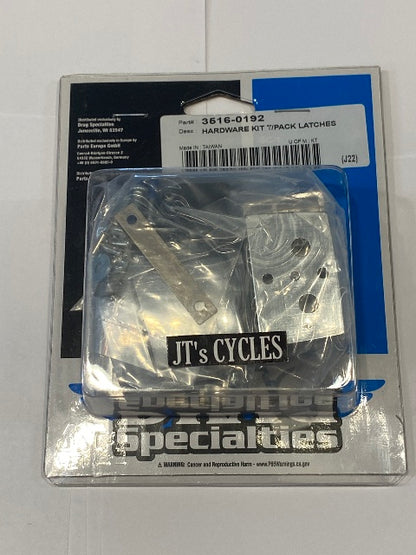 Distributed exclusively by
Drug Specialties
Janesville, WI 53547
Distributed exclusively in Europe by
Parts Europe GmbH
Germany
Part#: 3516-0192
Desc: HARDWARE KIT T/PACK LATCHES
Made IN: TAIWAN
U OF M: KT
(J22)
JT's CYCLES
Specialties
WARNING: Cancer and Reproductive Harm - www.P65Warnings.ca.gov